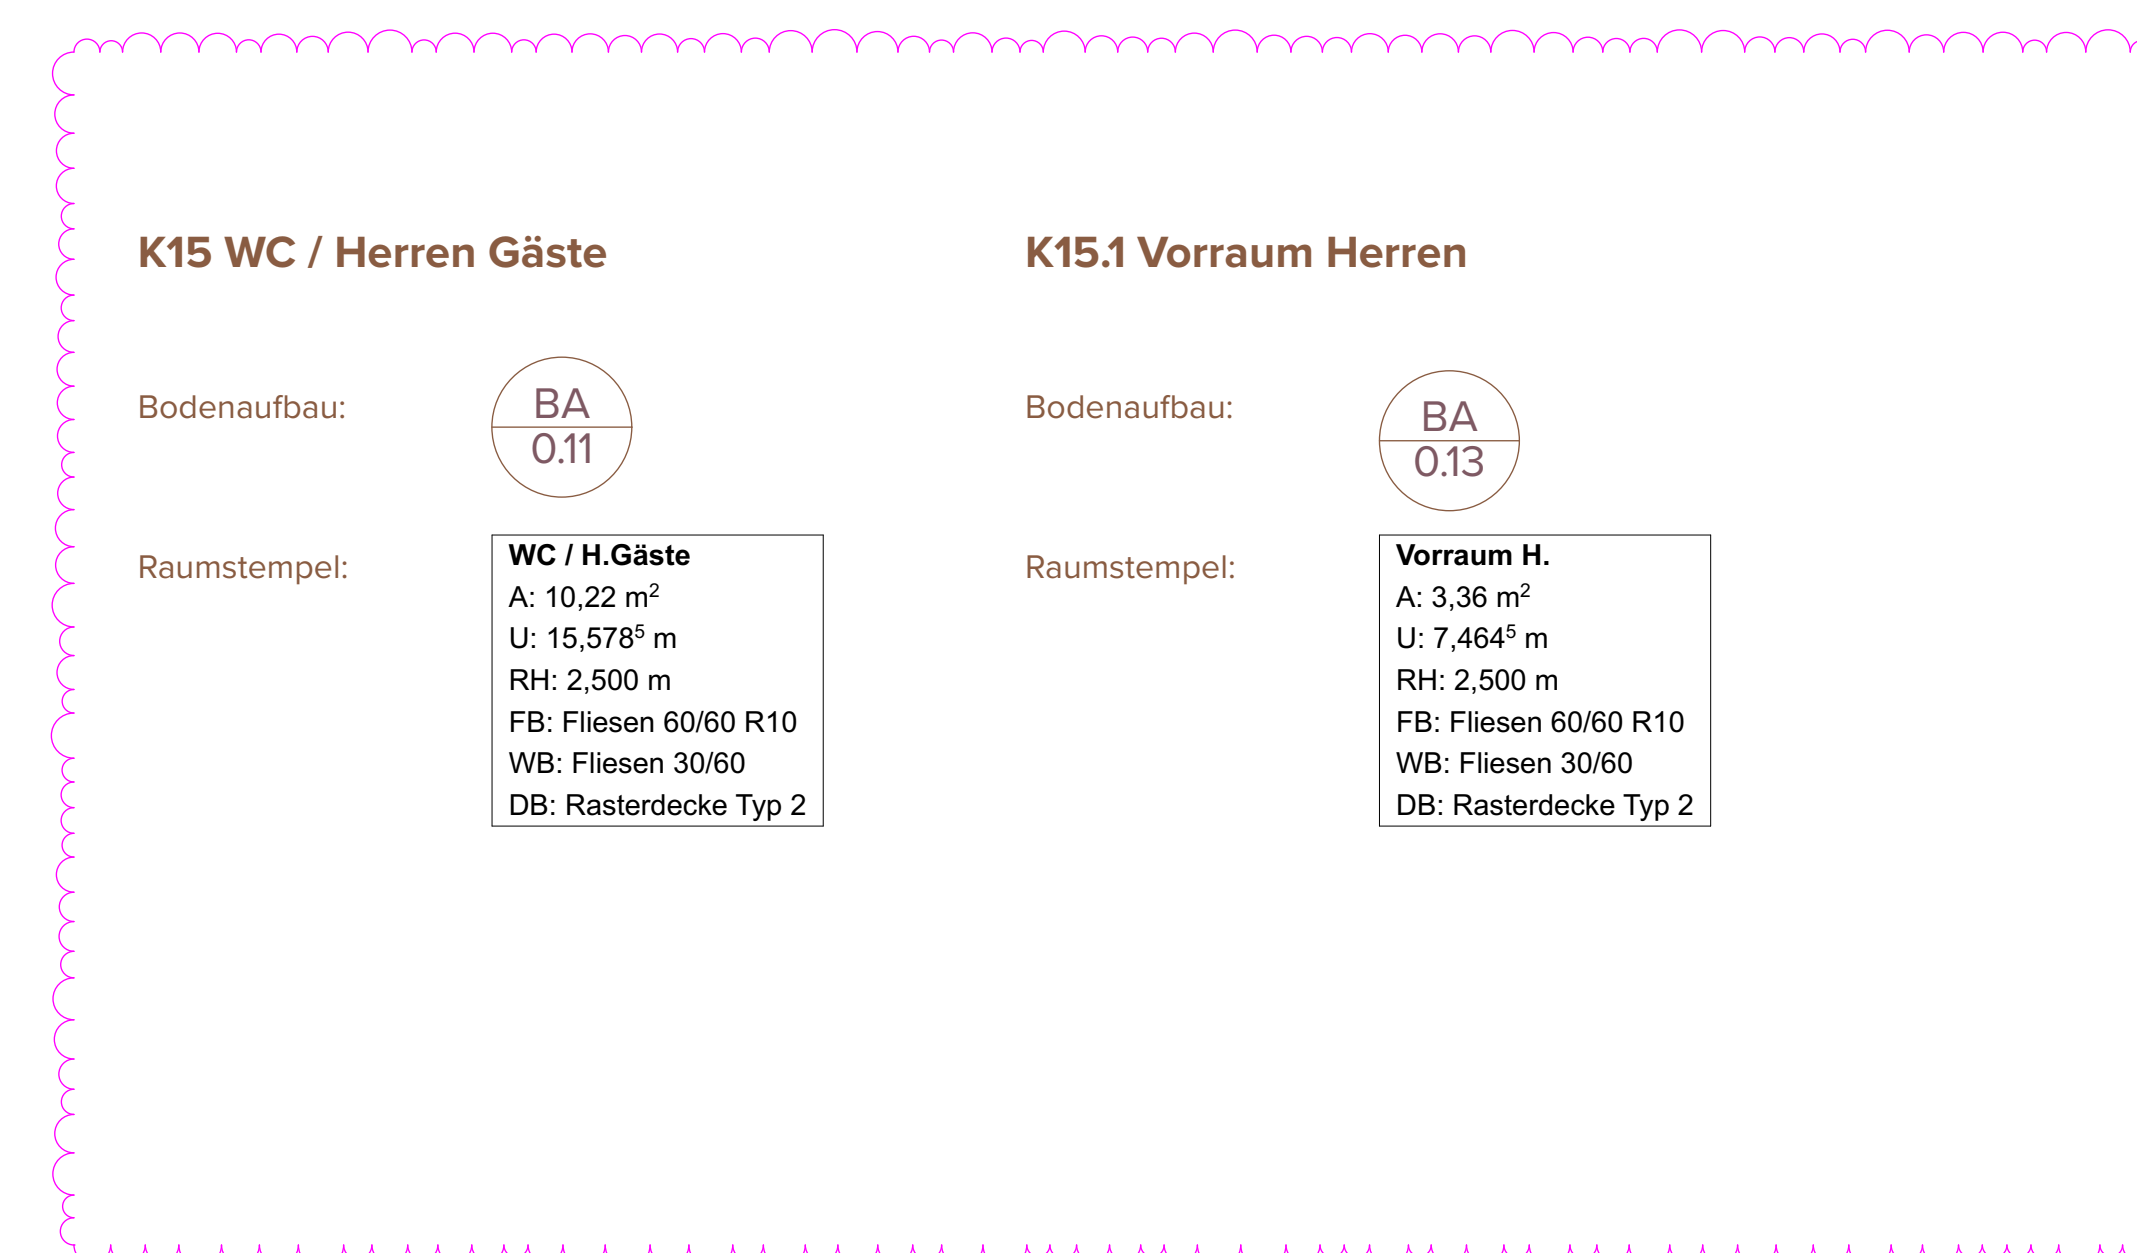 K15 WC / Herren Gäste
Bodenaufbau:
BA
0.11
Raumstempel:
WC / H.Gäste
A: 10,22 m²
U: 15,578⁵ m
RH: 2,500 m
FB: Fliesen 60/60 R10
WB: Fliesen 30/60
DB: Rasterdecke Typ 2
K15.1 Vorraum Herren
Bodenaufbau:
BA
0.13
Raumstempel:
Vorraum H.
A: 3,36 m²
U: 7,464⁵ m
RH: 2,500 m
FB: Fliesen 60/60 R10
WB: Fliesen 30/60
DB: Rasterdecke Typ 2